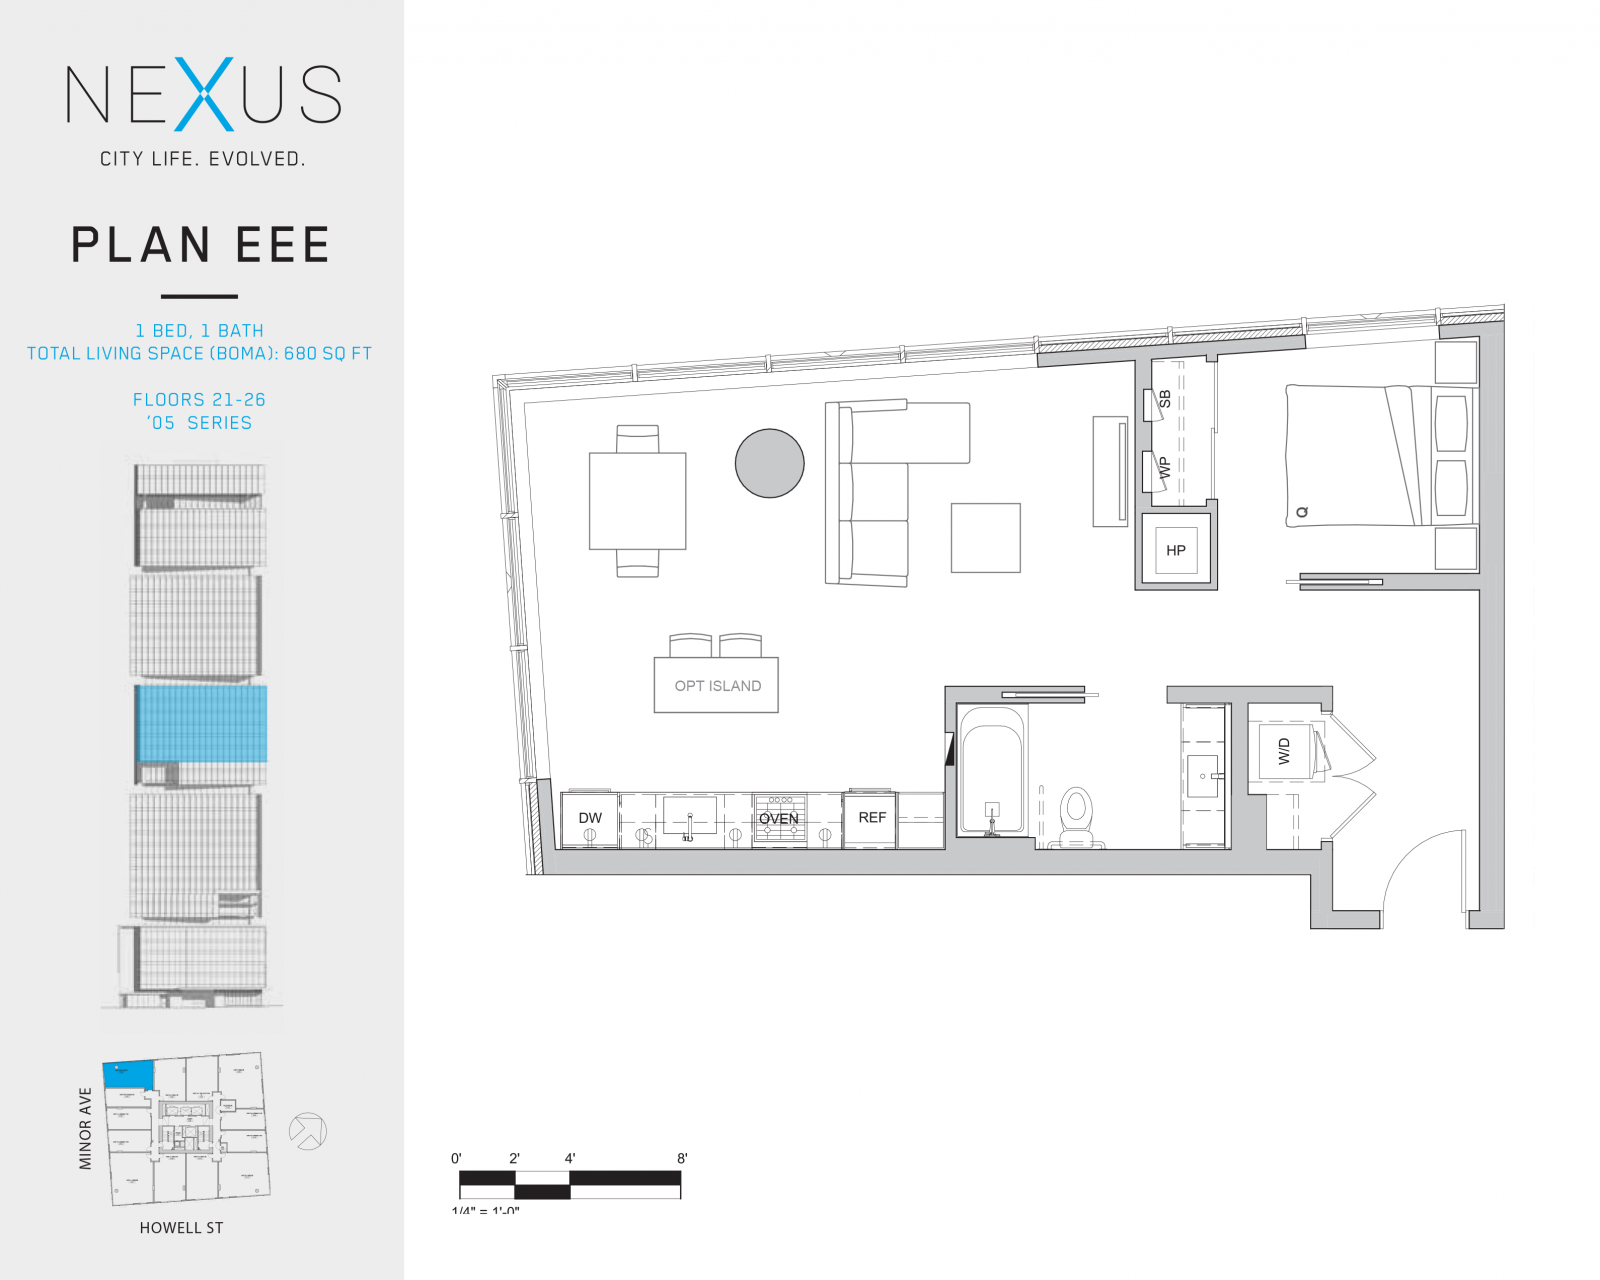 NEXUS
CITY LIFE. EVOLVED.
PLAN EEE
1 BED, 1 BATH
TOTAL LIVING SPACE (BOMA): 680 SQ FT
FLOORS 21-26
'05 SERIES
MINOR AVE
HOWELL ST
SB
WP
HP
Q
OPT ISLAND
W/D
DW
OVEN
REF
0' 2' 4' 8'
1/4" = 1'-0"